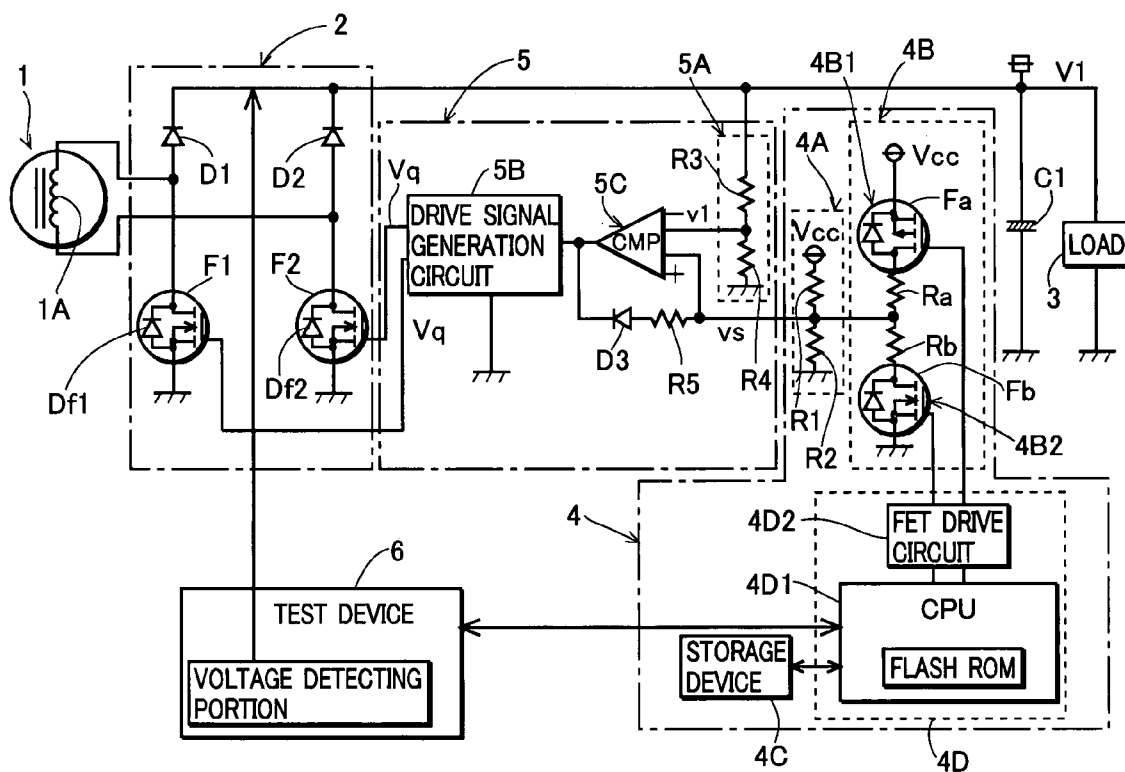 2
5
5A
4B1
4B
V1
1
4A
D1
D2
Vq
5B
5C
R3
Vcc
Fa
C1
DRIVE SIGNAL
GENERATION
CIRCUIT
CMP
v1
Vcc
LOAD
3
1A
F1
F2
+
Ra
Vq
D3
R5
vs
R4
Rb
Df1
Df2
R1
R2
Fb
4B2
4
4D2
FET DRIVE
CIRCUIT
6
4D1
TEST DEVICE
CPU
STORAGE
DEVICE
FLASH ROM
VOLTAGE DETECTING
PORTION
4C
4D